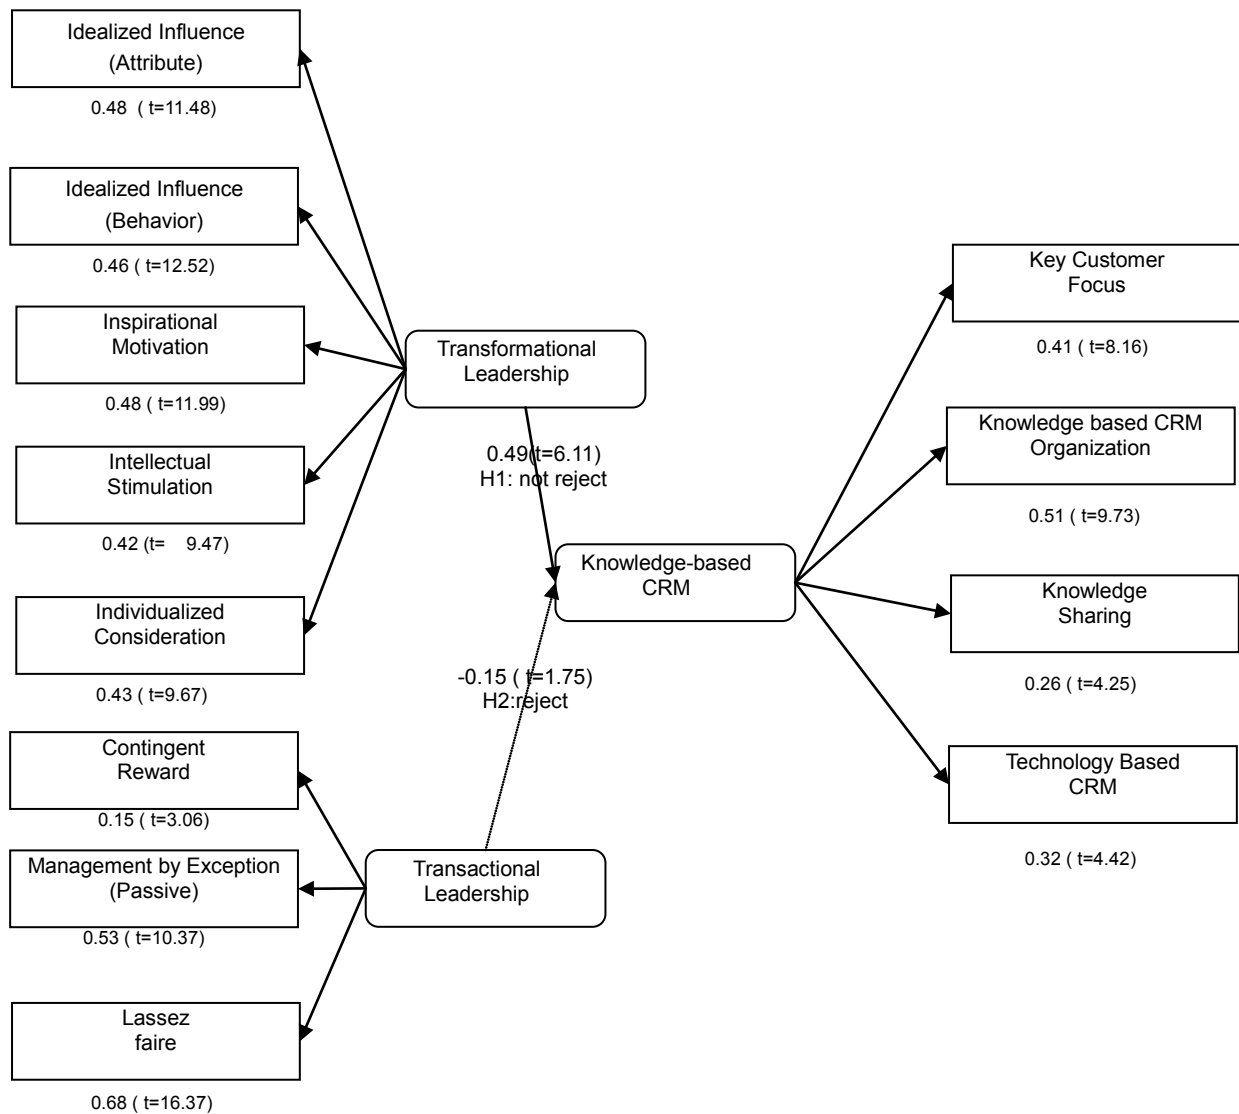 Idealized Influence
(Attribute)
0.48 ( t=11.48)
Idealized Influence
(Behavior)
0.46 ( t=12.52)
Inspirational
Motivation
0.48 ( t=11.99)
Intellectual
Stimulation
0.42 (t= 9.47)
Individualized
Consideration
0.43 ( t=9.67)
Contingent
Reward
0.15 ( t=3.06)
Management by Exception
(Passive)
0.53 ( t=10.37)
Lassez
faire
0.68 ( t=16.37)
Transformational
Leadership
0.49(t=6.11)
H1: not reject
Knowledge-based
CRM
-0.15 ( t=1.75)
H2:reject
Transactional
Leadership
Key Customer
Focus
0.41 ( t=8.16)
Knowledge based CRM
Organization
0.51 ( t=9.73)
Knowledge
Sharing
0.26 ( t=4.25)
Technology Based
CRM
0.32 ( t=4.42)